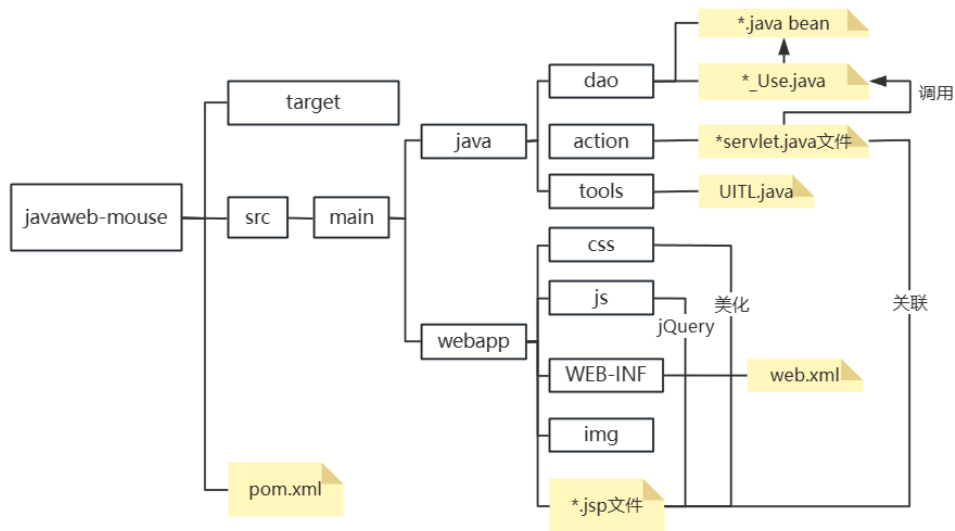 *.java bean
target
dao
*_Use.java
调用
java
action
*servlet.java文件
tools
UITL.java
javaweb-mouse
src
main
css
js
美化
关联
jQuery
webapp
WEB-INF
web.xml
img
pom.xml
*.jsp文件